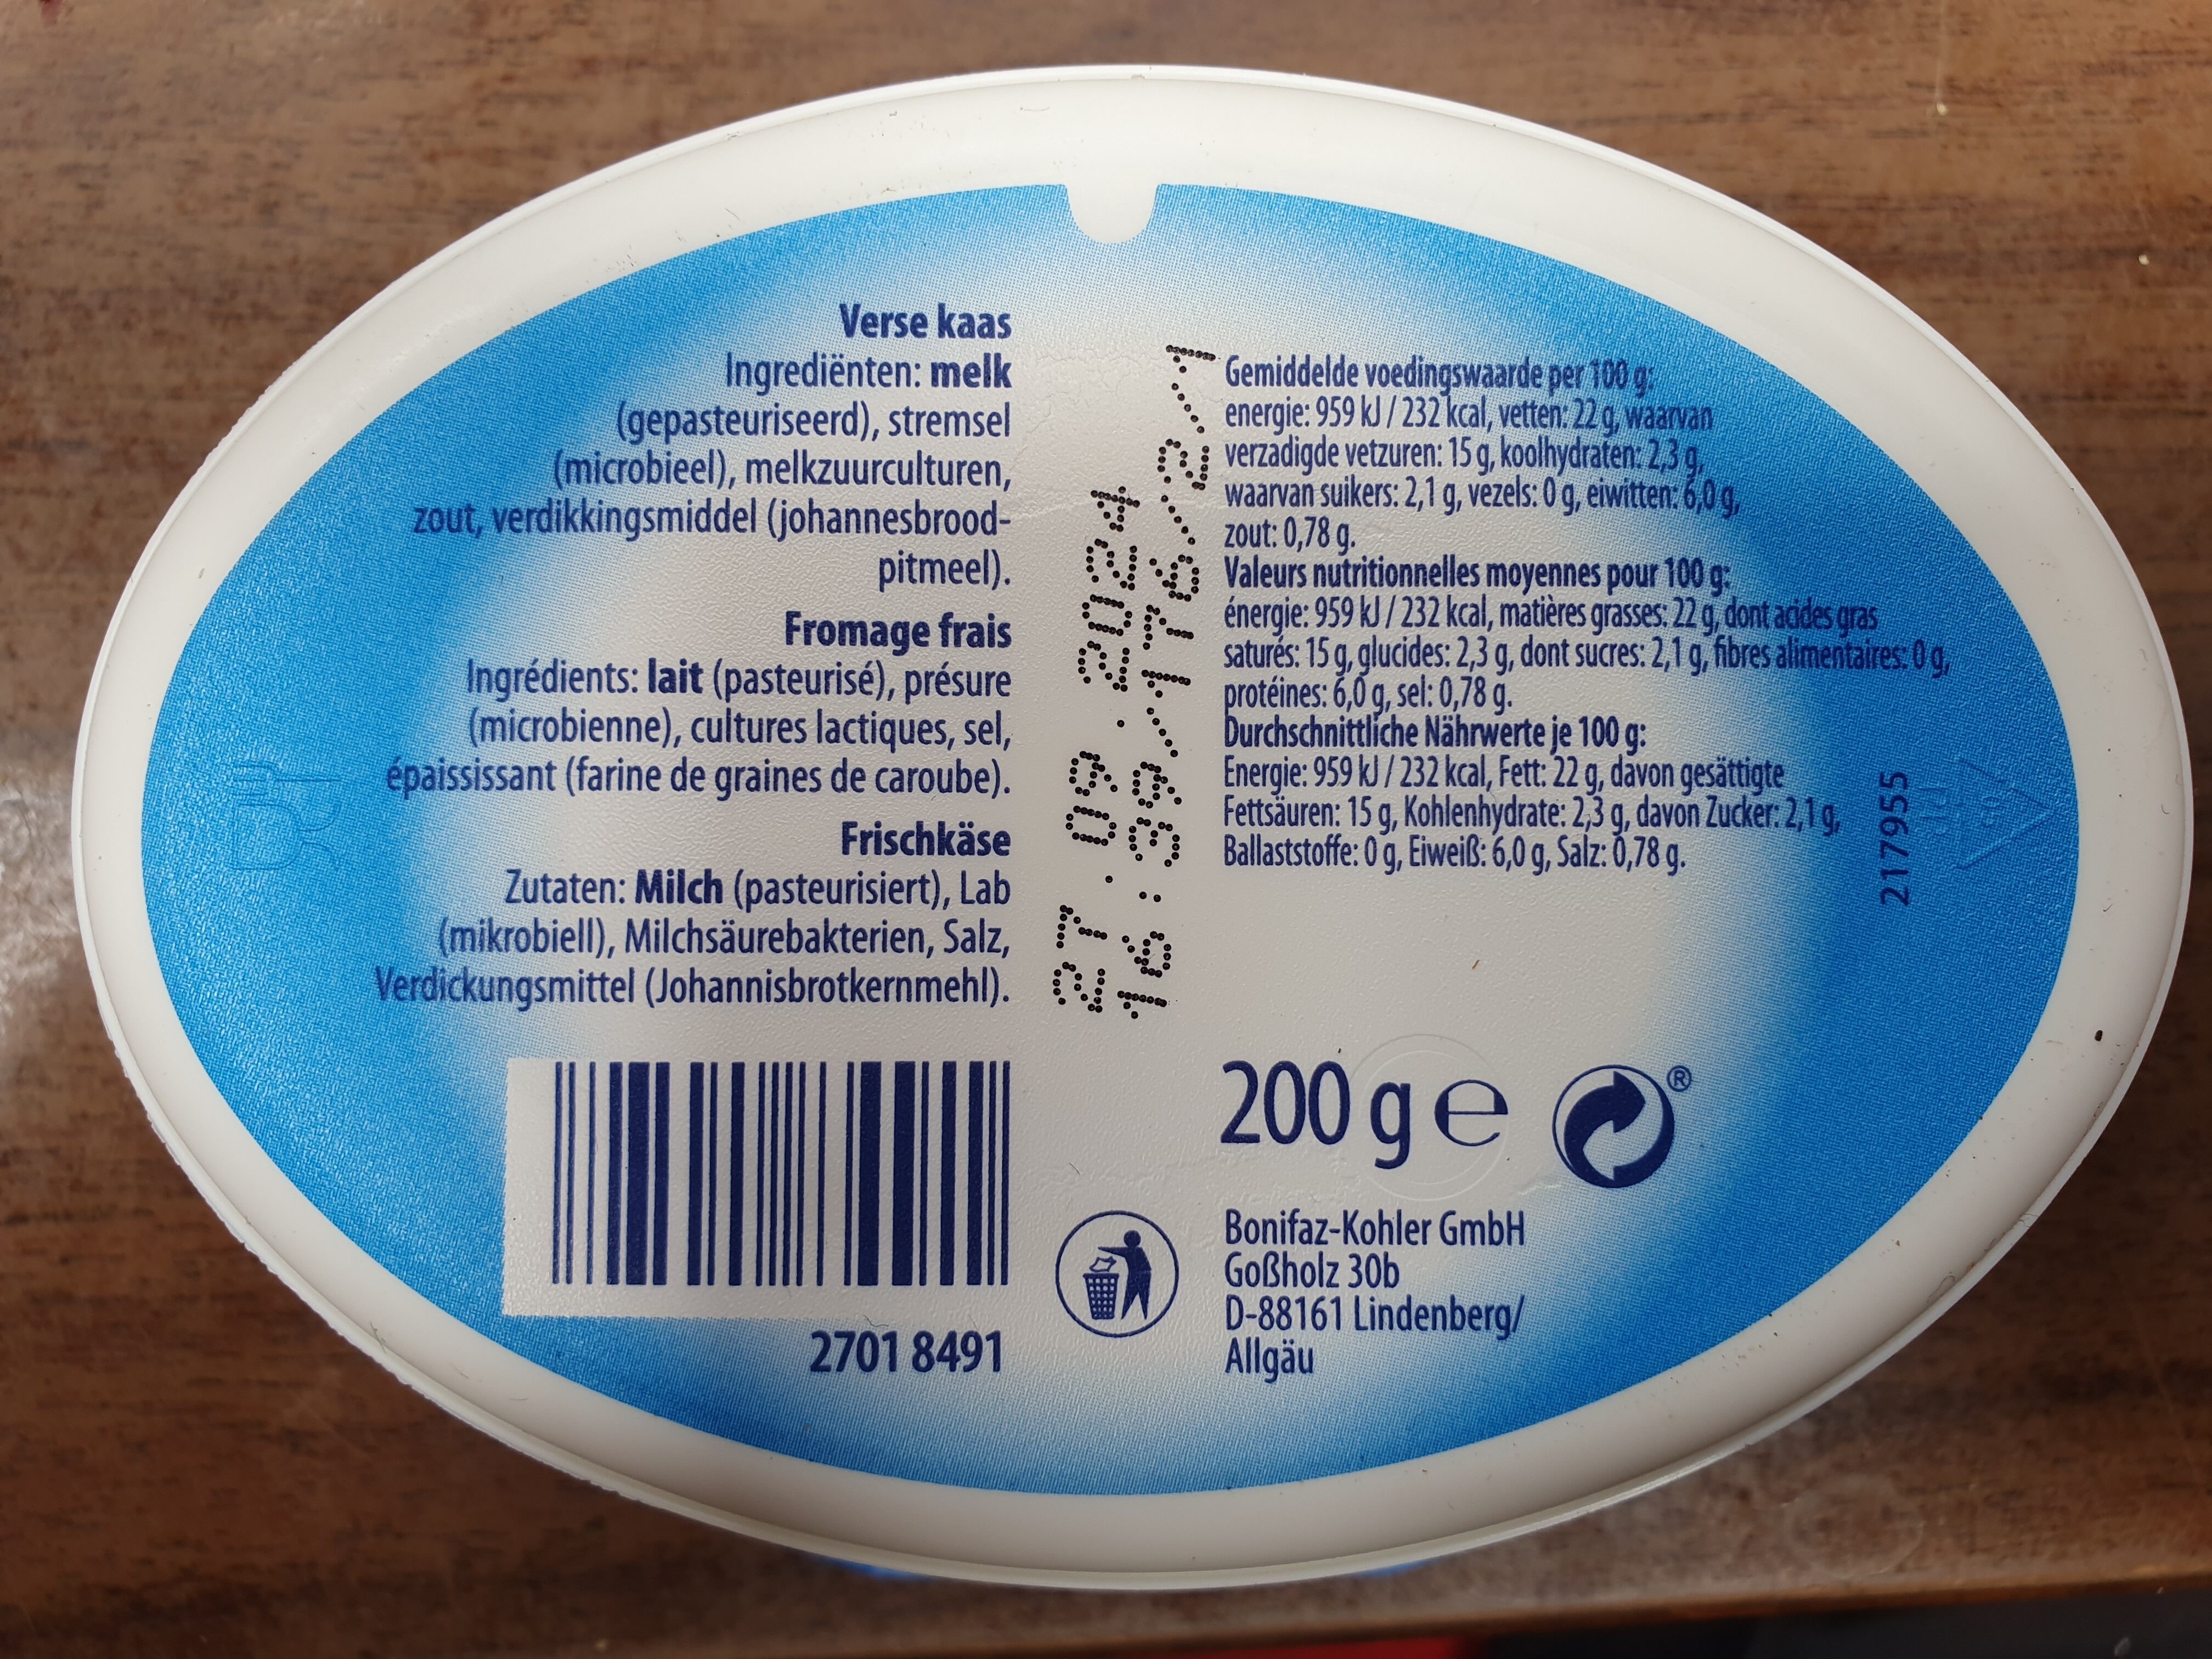 Verse kaas
Ingrediënten: melk
(gepasteuriseerd), stremsel
(microbieel), melkzuurculturen,
zout, verdikkingsmiddel (johannesbrood-
pitmeel).
Fromage frais
Ingrédients: lait (pasteurisé), présure
(microbienne), cultures lactiques, sel,
épaississant (farine de graines de caroube).
Frischkäse
Zutaten: Milch (pasteurisiert), Lab
(mikrobiell), Milchsäurebakterien, Salz,
Verdickungsmittel (Johannisbrotkernmehl).
2701 8491
27.09.2024
16:39/176/2/1
Gemiddelde voedingswaarde per 100 g:
energie: 959 kJ / 232 kcal, vetten: 22 g, waarvan
verzadigde vetzuren: 15 g, koolhydraten: 2,3 g,
waarvan suikers: 2,1 g, vezels: 0 g, eiwitten: 6,0 g,
zout: 0,78 g.
Valeurs nutritionnelles moyennes pour 100 g:
énergie: 959 kJ / 232 kcal, matières grasses: 22 g, dont acides gras
saturés: 15 g, glucides: 2,3 g, dont sucres: 2,1 g, fibres alimentaires: 0 g,
protéines: 6,0 g, sel: 0,78 g.
Durchschnittliche Nährwerte je 100 g:
Energie: 959 kJ / 232 kcal, Fett: 22 g, davon gesättigte
Fettsäuren: 15 g, Kohlenhydrate: 2,3 g, davon Zucker: 2,1 g,
Ballaststoffe: 0 g, Eiweiß: 6,0 g, Salz: 0,78 g.
217955
200 g e
®
Bonifaz-Kohler GmbH
Goßholz 30b
D-88161 Lindenberg/
Allgäu